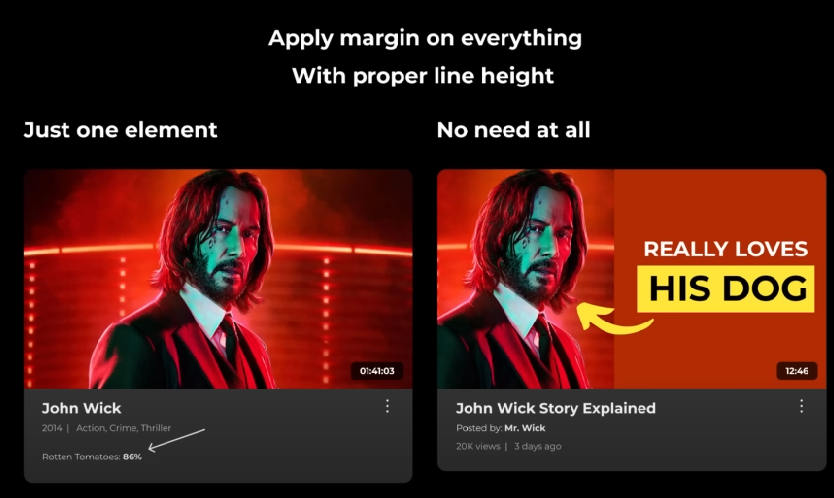 Apply margin on everything
With proper line height
Just one element
No need at all
REALLY LOVES
HIS DOG
01:41:03
12:46
John Wick
2014 | Action, Crime, Thriller
Rotten Tomatoes: 86%
John Wick Story Explained
Posted by: Mr. Wick
20K views | 3 days ago